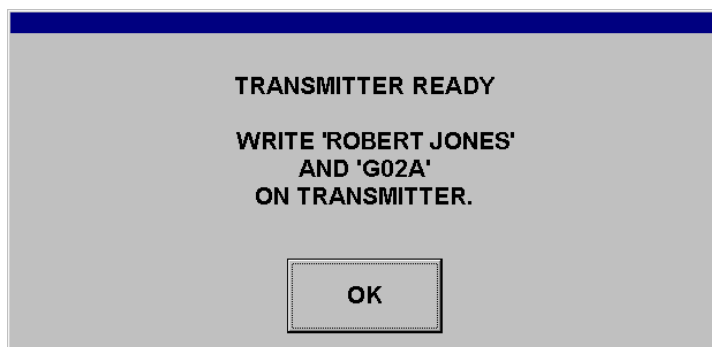 TRANSMITTER READY
WRITE 'ROBERT JONES'
AND 'G02A'
ON TRANSMITTER.
OK